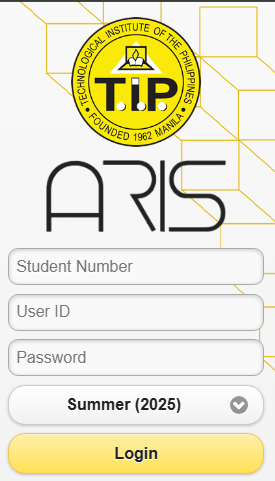 TECHNOLOGICAL INSTITUTE OF THE PHILIPPINES
T.I.P.
FOUNDED 1962 MANILA
ARIS
Student Number
User ID
Password
Summer (2025)
Login